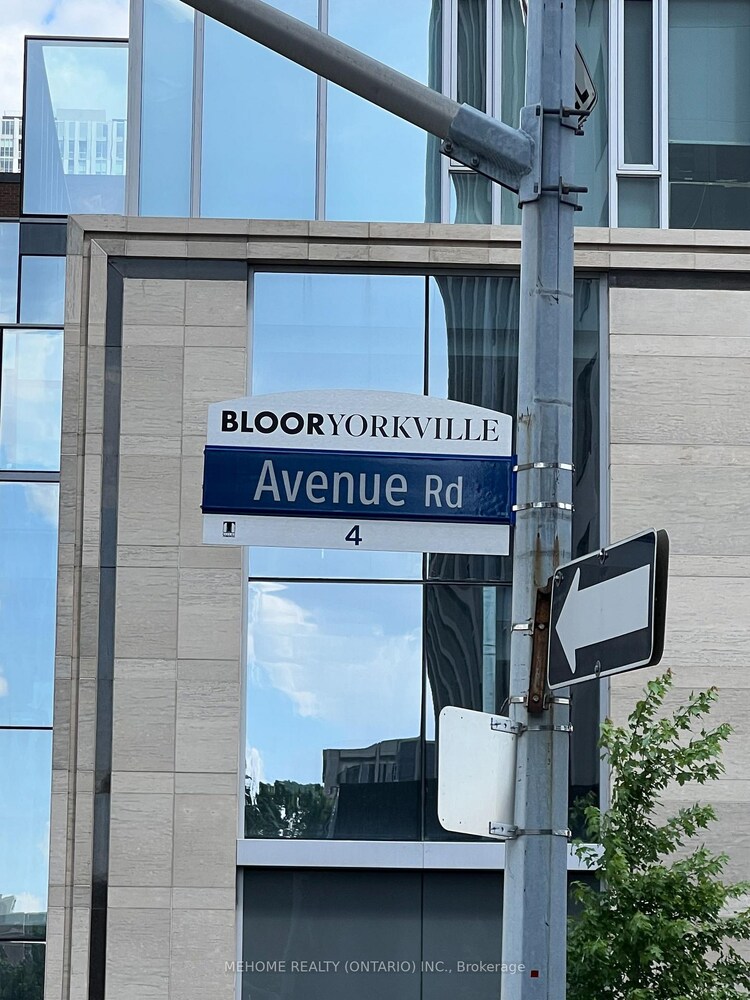 BLOORYORKVILLE
Avenue Rd
4
MEHOME REALTY (ONTARIO) INC., Brokerage